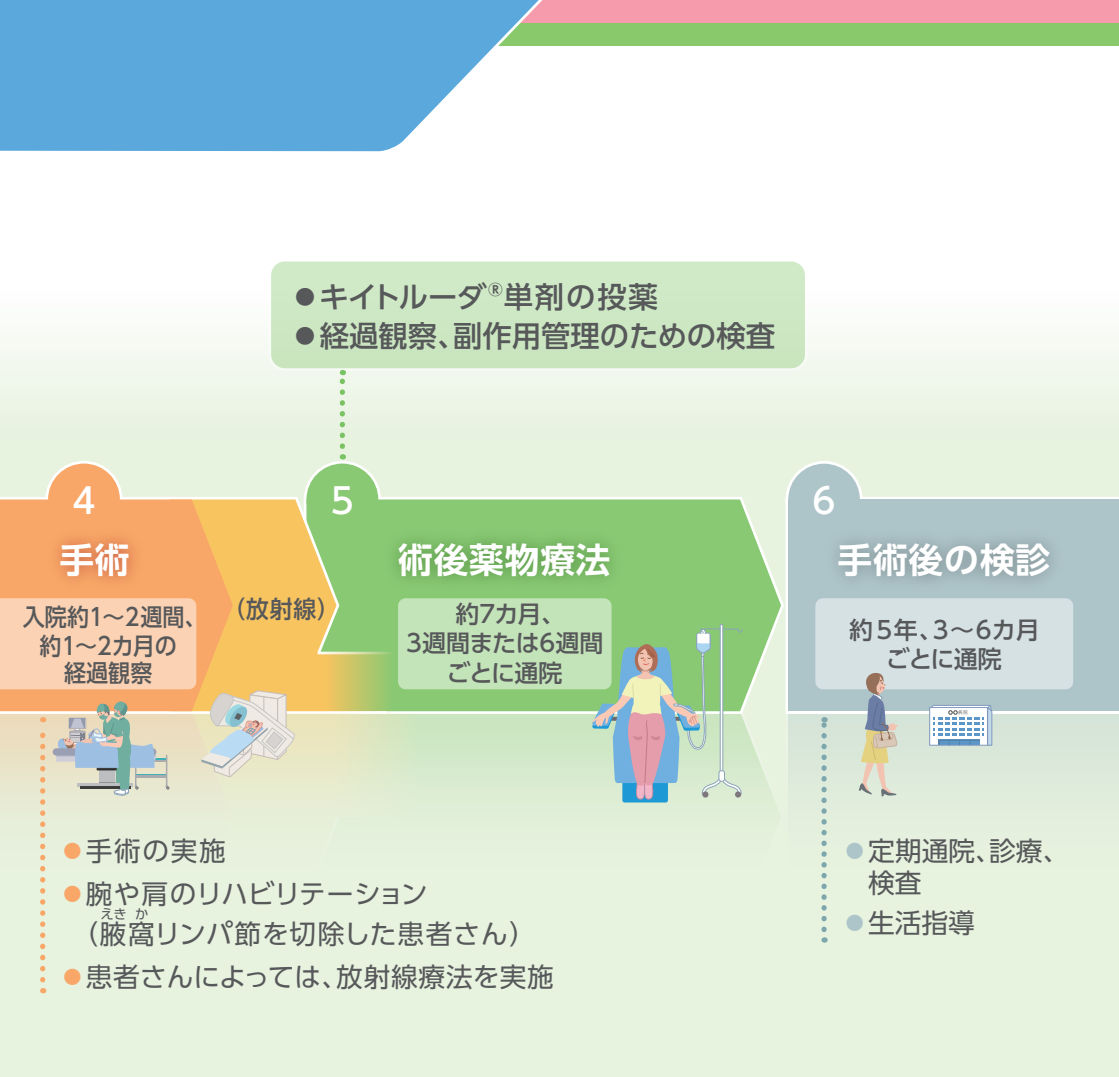 ●キイトルーダ®単剤の投薬
●経過観察、副作用管理のための検査
4
手術
入院約1〜2週間、
約1〜2カ月の
経過観察
(放射線)
5
術後薬物療法
約7カ月、
3週間または6週間
ごとに通院
6
手術後の検診
約5年、3〜6カ月
ごとに通院
○○病院
●手術の実施
●腕や肩のリハビリテーション
えき か
（腋窩リンパ節を切除した患者さん）
●患者さんによっては、放射線療法を実施
●定期通院、診療、
検査
●生活指導